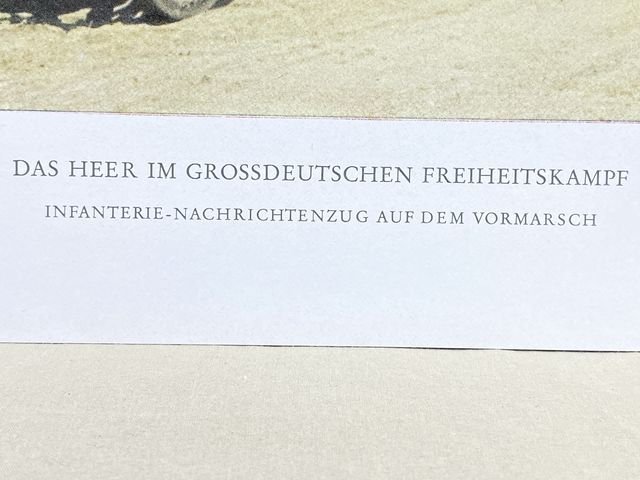 DAS HEER IM GROSSDEUTSCHEN FREIHEITSKAMPF
INFANTERIE-NACHRICHTENZUG AUF DEM VORMARSCH